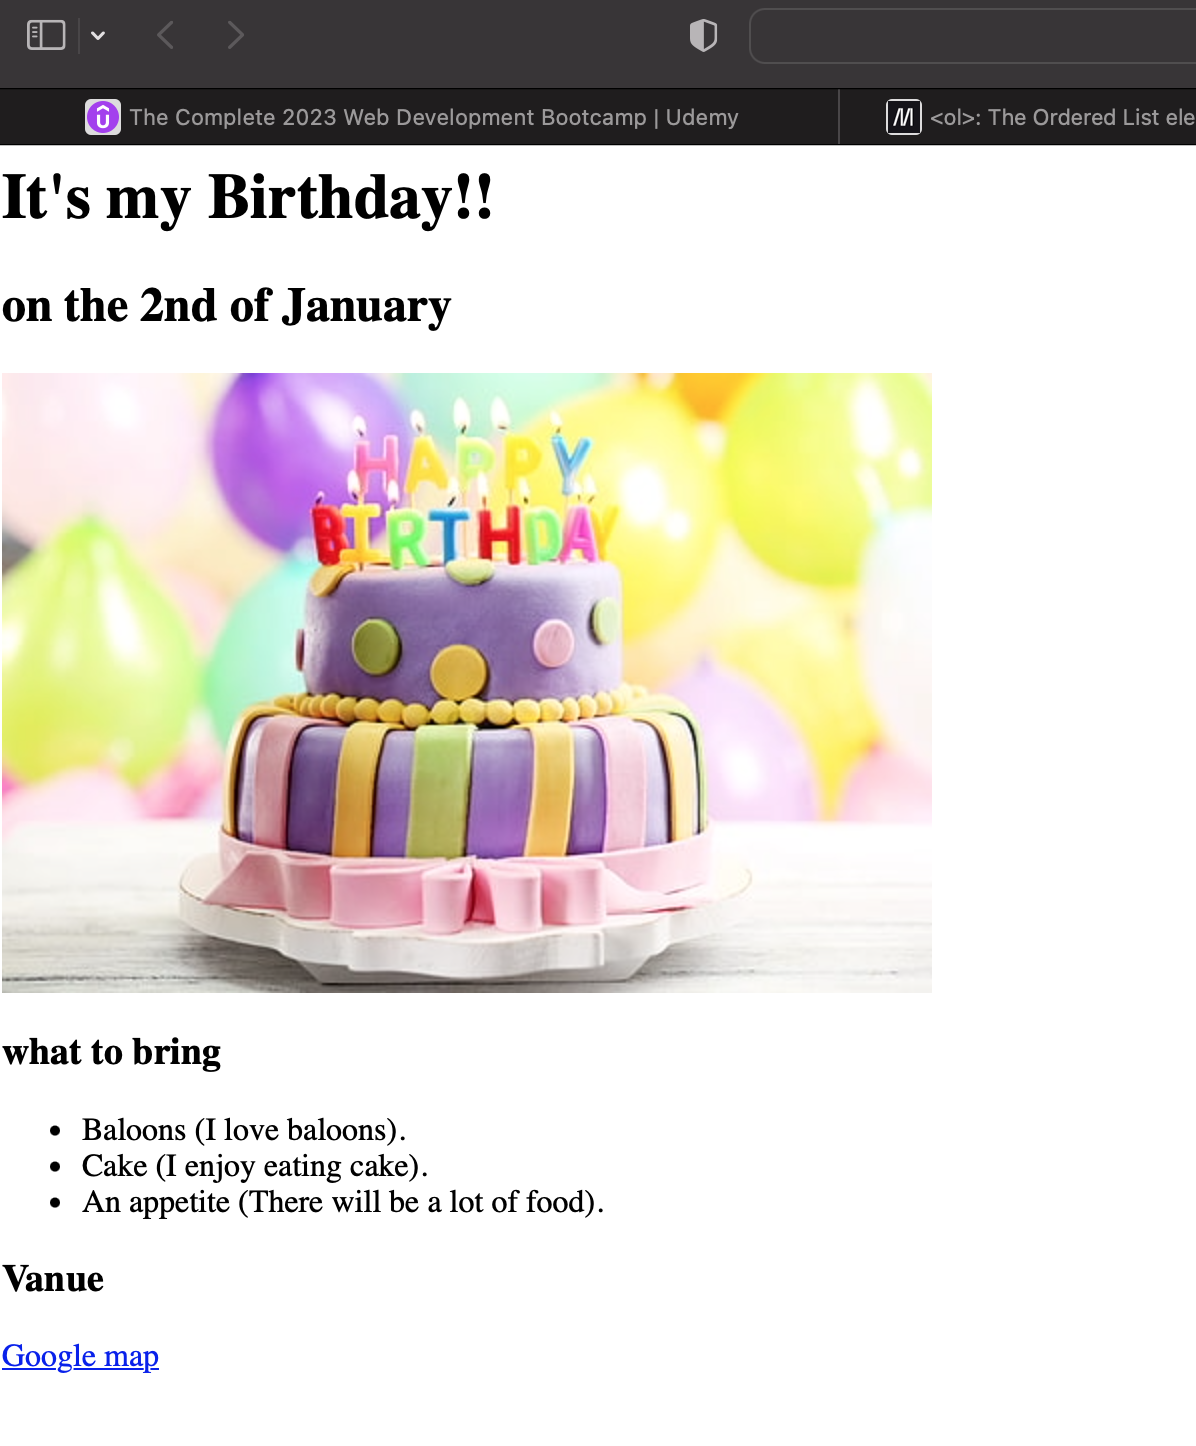 The Complete 2023 Web Development Bootcamp | Udemy
<ol>: The Ordered List ele
It's my Birthday!!
on the 2nd of January
HAPPY
BIRTHDAY
what to bring
Baloons (I love baloons).
Cake (I enjoy eating cake).
An appetite (There will be a lot of food).
Vanue
Google map